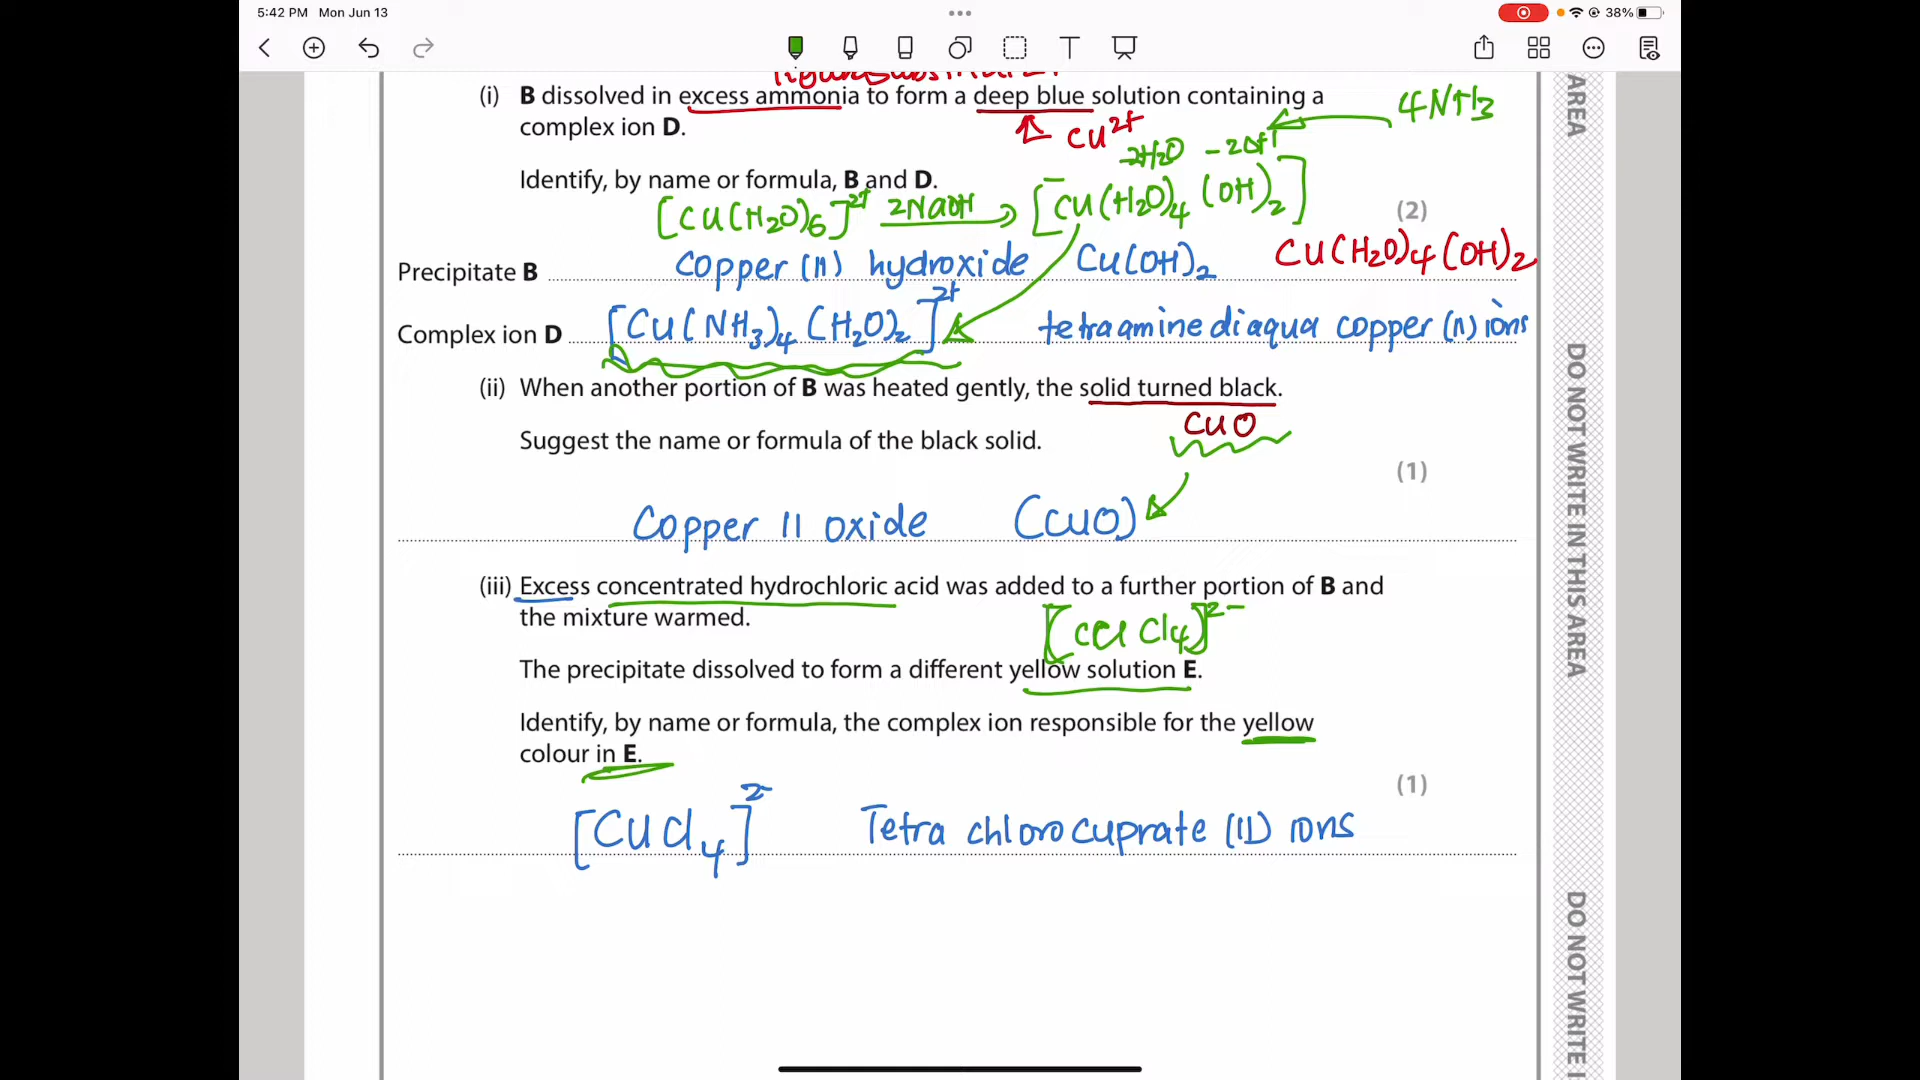 5:42 PM Mon Jun 13
38%
(i) B dissolved in excess ammonia to form a deep blue solution containing a
4NH3
complex ion D.
Cu2+
-2H2O -2OH-
Identify, by name or formula, B and D.
[Cu(H2O)6]2+ 2NaOH → [Cu(H2O)4(OH)2]
(2)
Precipitate B copper (II) hydroxide Cu(OH)2 Cu(H2O)4(OH)2
Complex ion D [Cu(NH3)4(H2O)2]2+ tetraamine diaqua copper (II) ions
(ii) When another portion of B was heated gently, the solid turned black.
CuO
Suggest the name or formula of the black solid.
(1)
Copper II oxide (CuO)
(iii) Excess concentrated hydrochloric acid was added to a further portion of B and
the mixture warmed.
[CuCl4]2-
The precipitate dissolved to form a different yellow solution E.
Identify, by name or formula, the complex ion responsible for the yellow
colour in E.
(1)
[CuCl4]2- Tetra chloro cuprate (II) ions
AREA
DO NOT WRITE IN THIS AREA
DO NOT WRITE